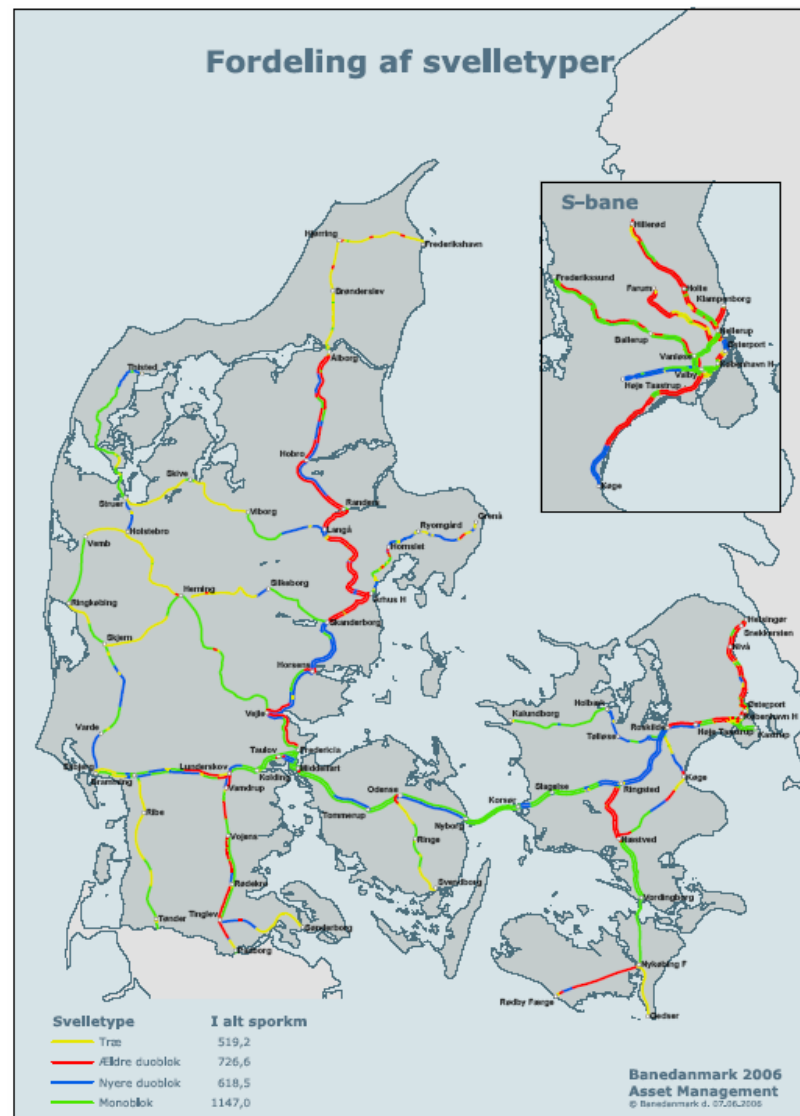 Fordeling af svelletyper
S-bane
Hillerød
Frederikssund
Farum
Holte
Klampenborg
Hellerup
Ballerup
Østerport
Vanløse
København H
Valby
Høje Taastrup
Køge
Hjørring
Frederikshavn
Brønderslev
Ålborg
Thisted
Hobro
Skive
Randers
Struer
Viborg
Langå
Ryomgård
Grenå
Holstebro
Vemb
Hornslet
Herning
Silkeborg
Århus H
Ringkøbing
Skanderborg
Skjern
Horsens
Helsingør
Snekkersten
Nivå
Vejle
Varde
Kalundborg
Holbæk
Østerport
København H
Roskilde
Høje Taastrup
Kastrup
Tølløse
Taulov
Fredericia
Esbjerg
Lunderskov
Middelfart
Bramming
Kolding
Vamdrup
Odense
Slagelse
Køge
Korsør
Ringsted
Ribe
Tommerup
Nyborg
Vojens
Ringe
Næstved
Rødekro
Svendborg
Vordingborg
Tinglev
Tønder
Sønderborg
Padborg
Nykøbing F
Rødby Færge
Gedser
Svelletype I alt sporkm
Træ 519,2
Ældre duoblok 726,6
Nyere duoblok 618,5
Monoblok 1147,0
Banedanmark 2006
Asset Management
© Banedanmark d. 07.06.2006